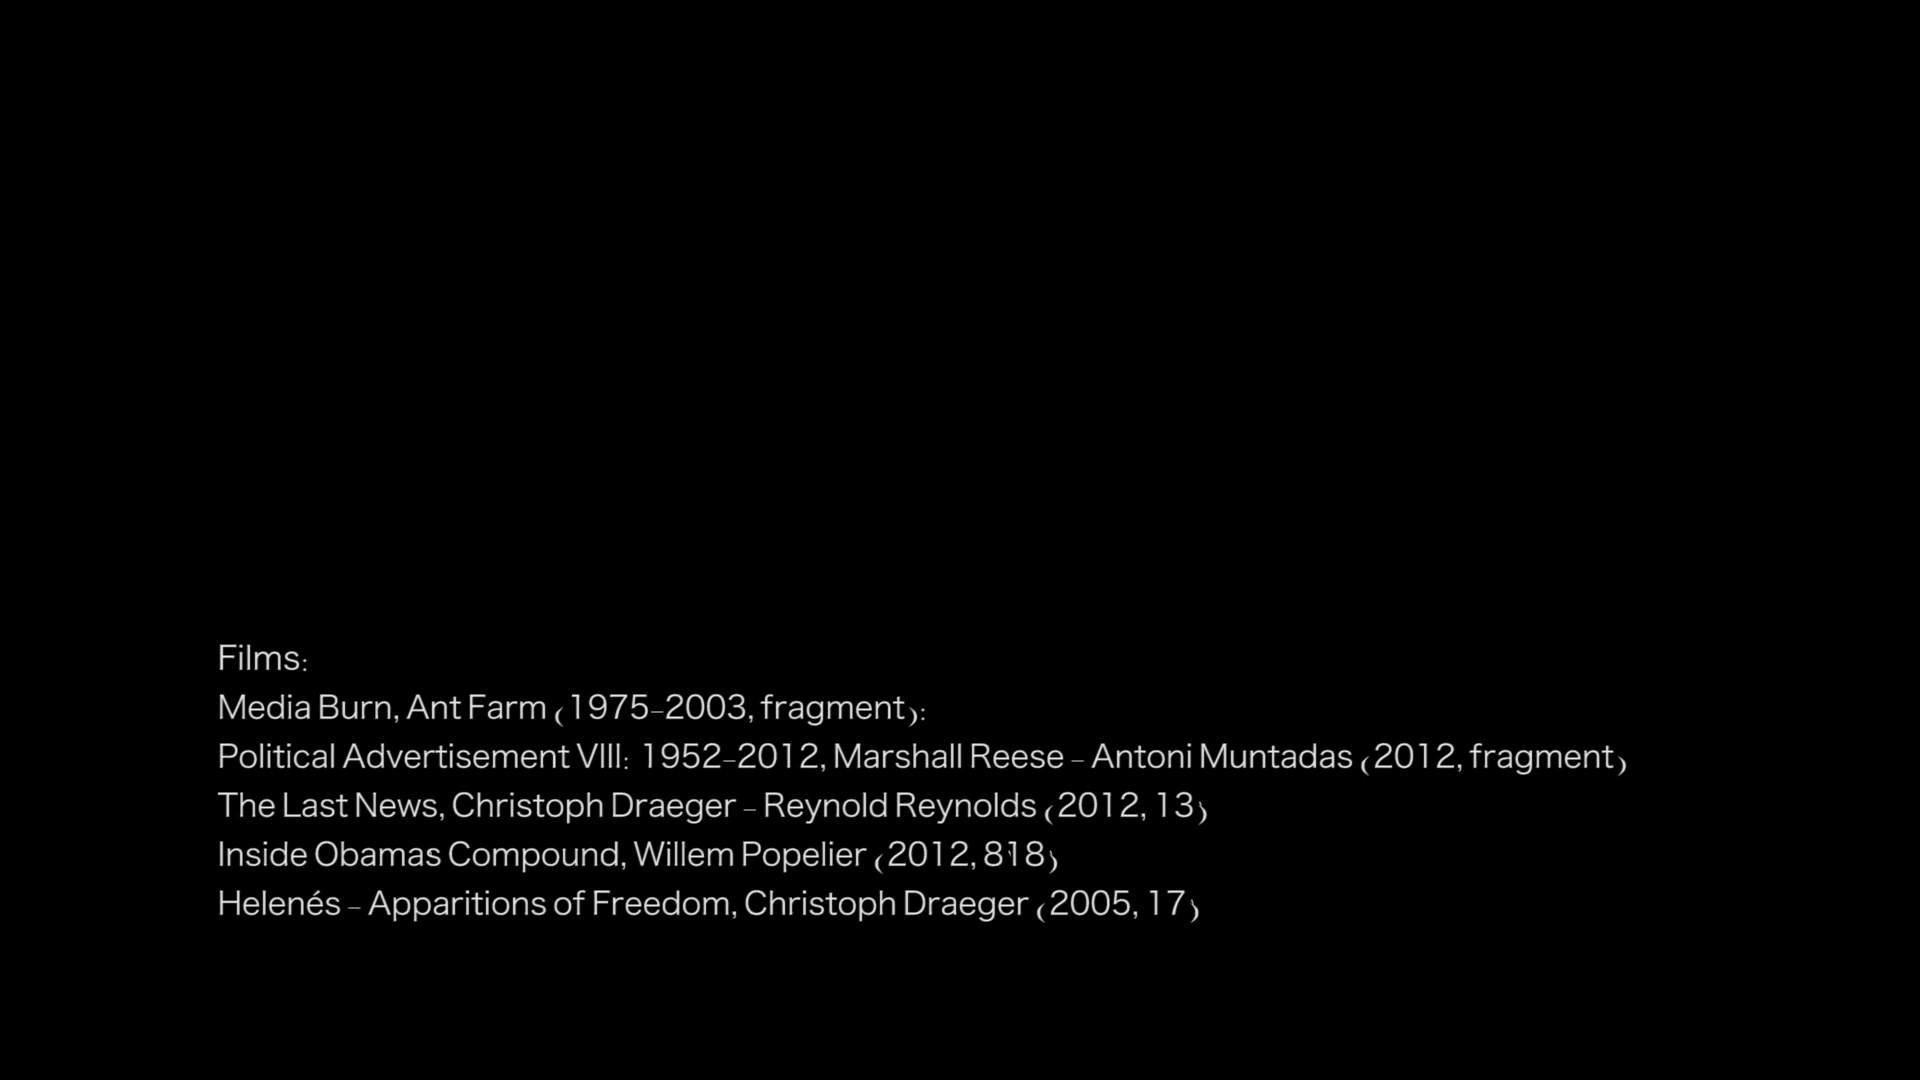 Films:
Media Burn, Ant Farm (1975–2003, fragment):
Political Advertisement VIII: 1952–2012, Marshall Reese – Antoni Muntadas (2012, fragment)
The Last News, Christoph Draeger – Reynold Reynolds (2012, 13')
Inside Obamas Compound, Willem Popelier (2012, 8'18')
Helenés – Apparitions of Freedom, Christoph Draeger (2005, 17')